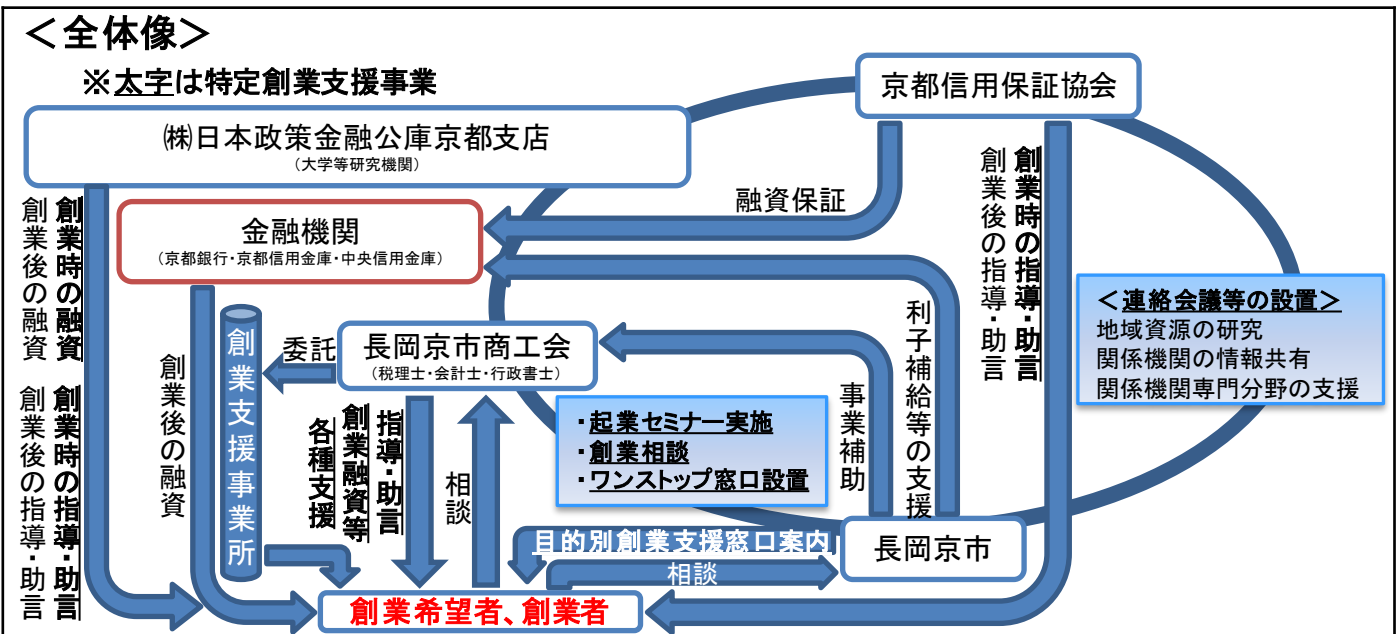 ＜全体像＞
※太字は特定創業支援事業
京都信用保証協会
㈱日本政策金融公庫京都支店
（大学等研究機関）
金融機関
（京都銀行・京都信用金庫・中央信用金庫）
融資保証
創業時の指導・助言
創業後の指導・助言
創業時の融資
創業後の融資
創業時の指導・助言
創業後の指導・助言
創業後の融資
創業支援事業所
委託
長岡京市商工会
（税理士・会計士・行政書士）
指導・助言
創業融資等
各種支援
相談
・起業セミナー実施
・創業相談
・ワンストップ窓口設置
事業補助
利子補給等の支援
＜連絡会議等の設置＞
地域資源の研究
関係機関の情報共有
関係機関専門分野の支援
目的別創業支援窓口案内
相談
長岡京市
創業希望者、創業者